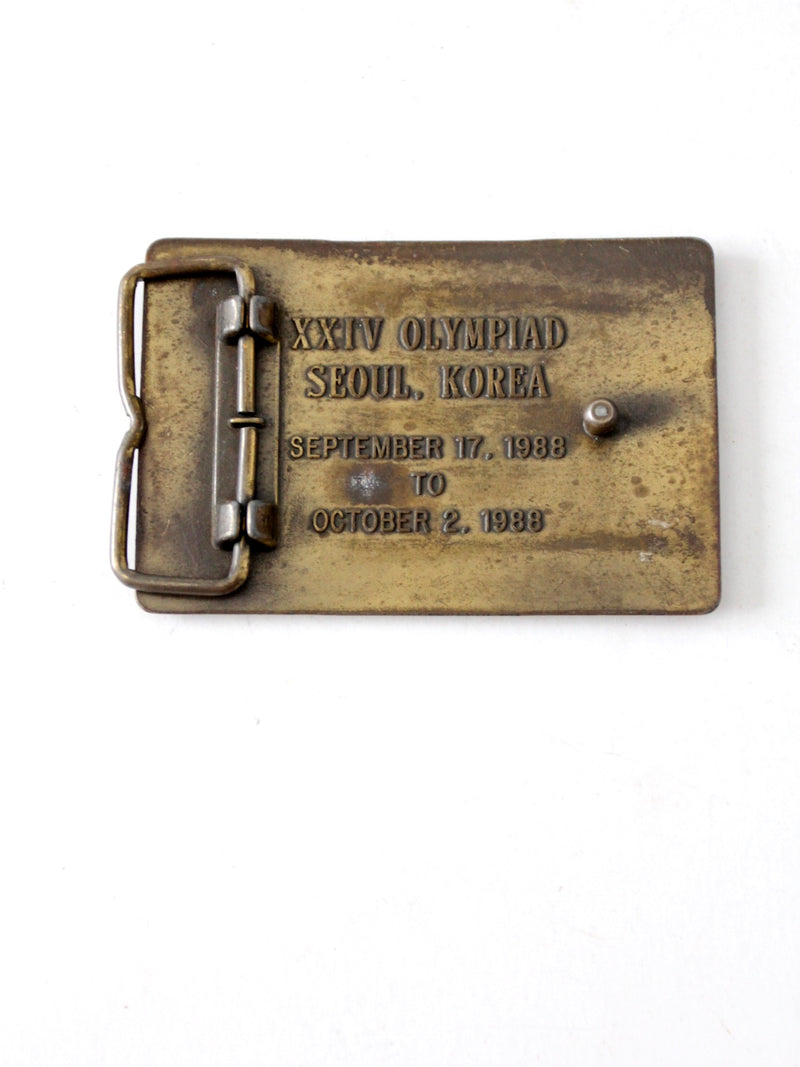 XXIV OLYMPIAD
SEOUL, KOREA
SEPTEMBER 17, 1988
TO
OCTOBER 2, 1988